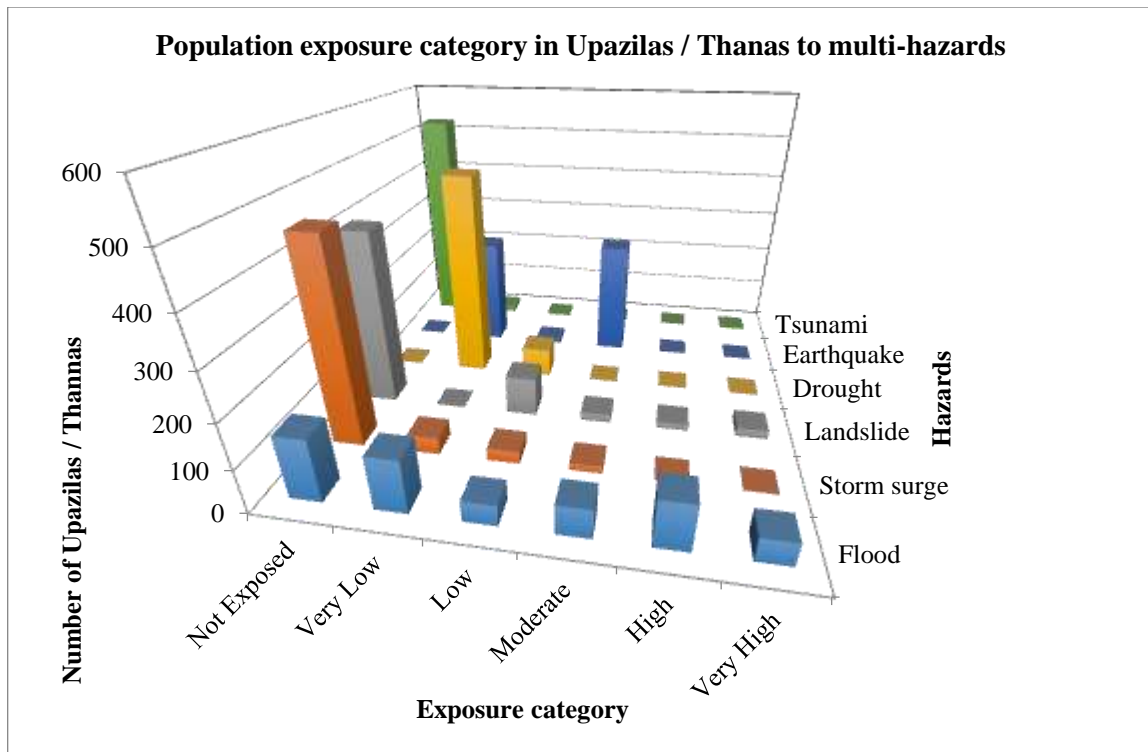 Population exposure category in Upazilas / Thanas to multi-hazards
600
500
400
300
200
100
0
Number of Upazilas / Thannas
Not Exposed
Very Low
Low
Moderate
High
Very High
Exposure category
Tsunami
Earthquake
Drought
Landslide
Storm surge
Flood
Hazards